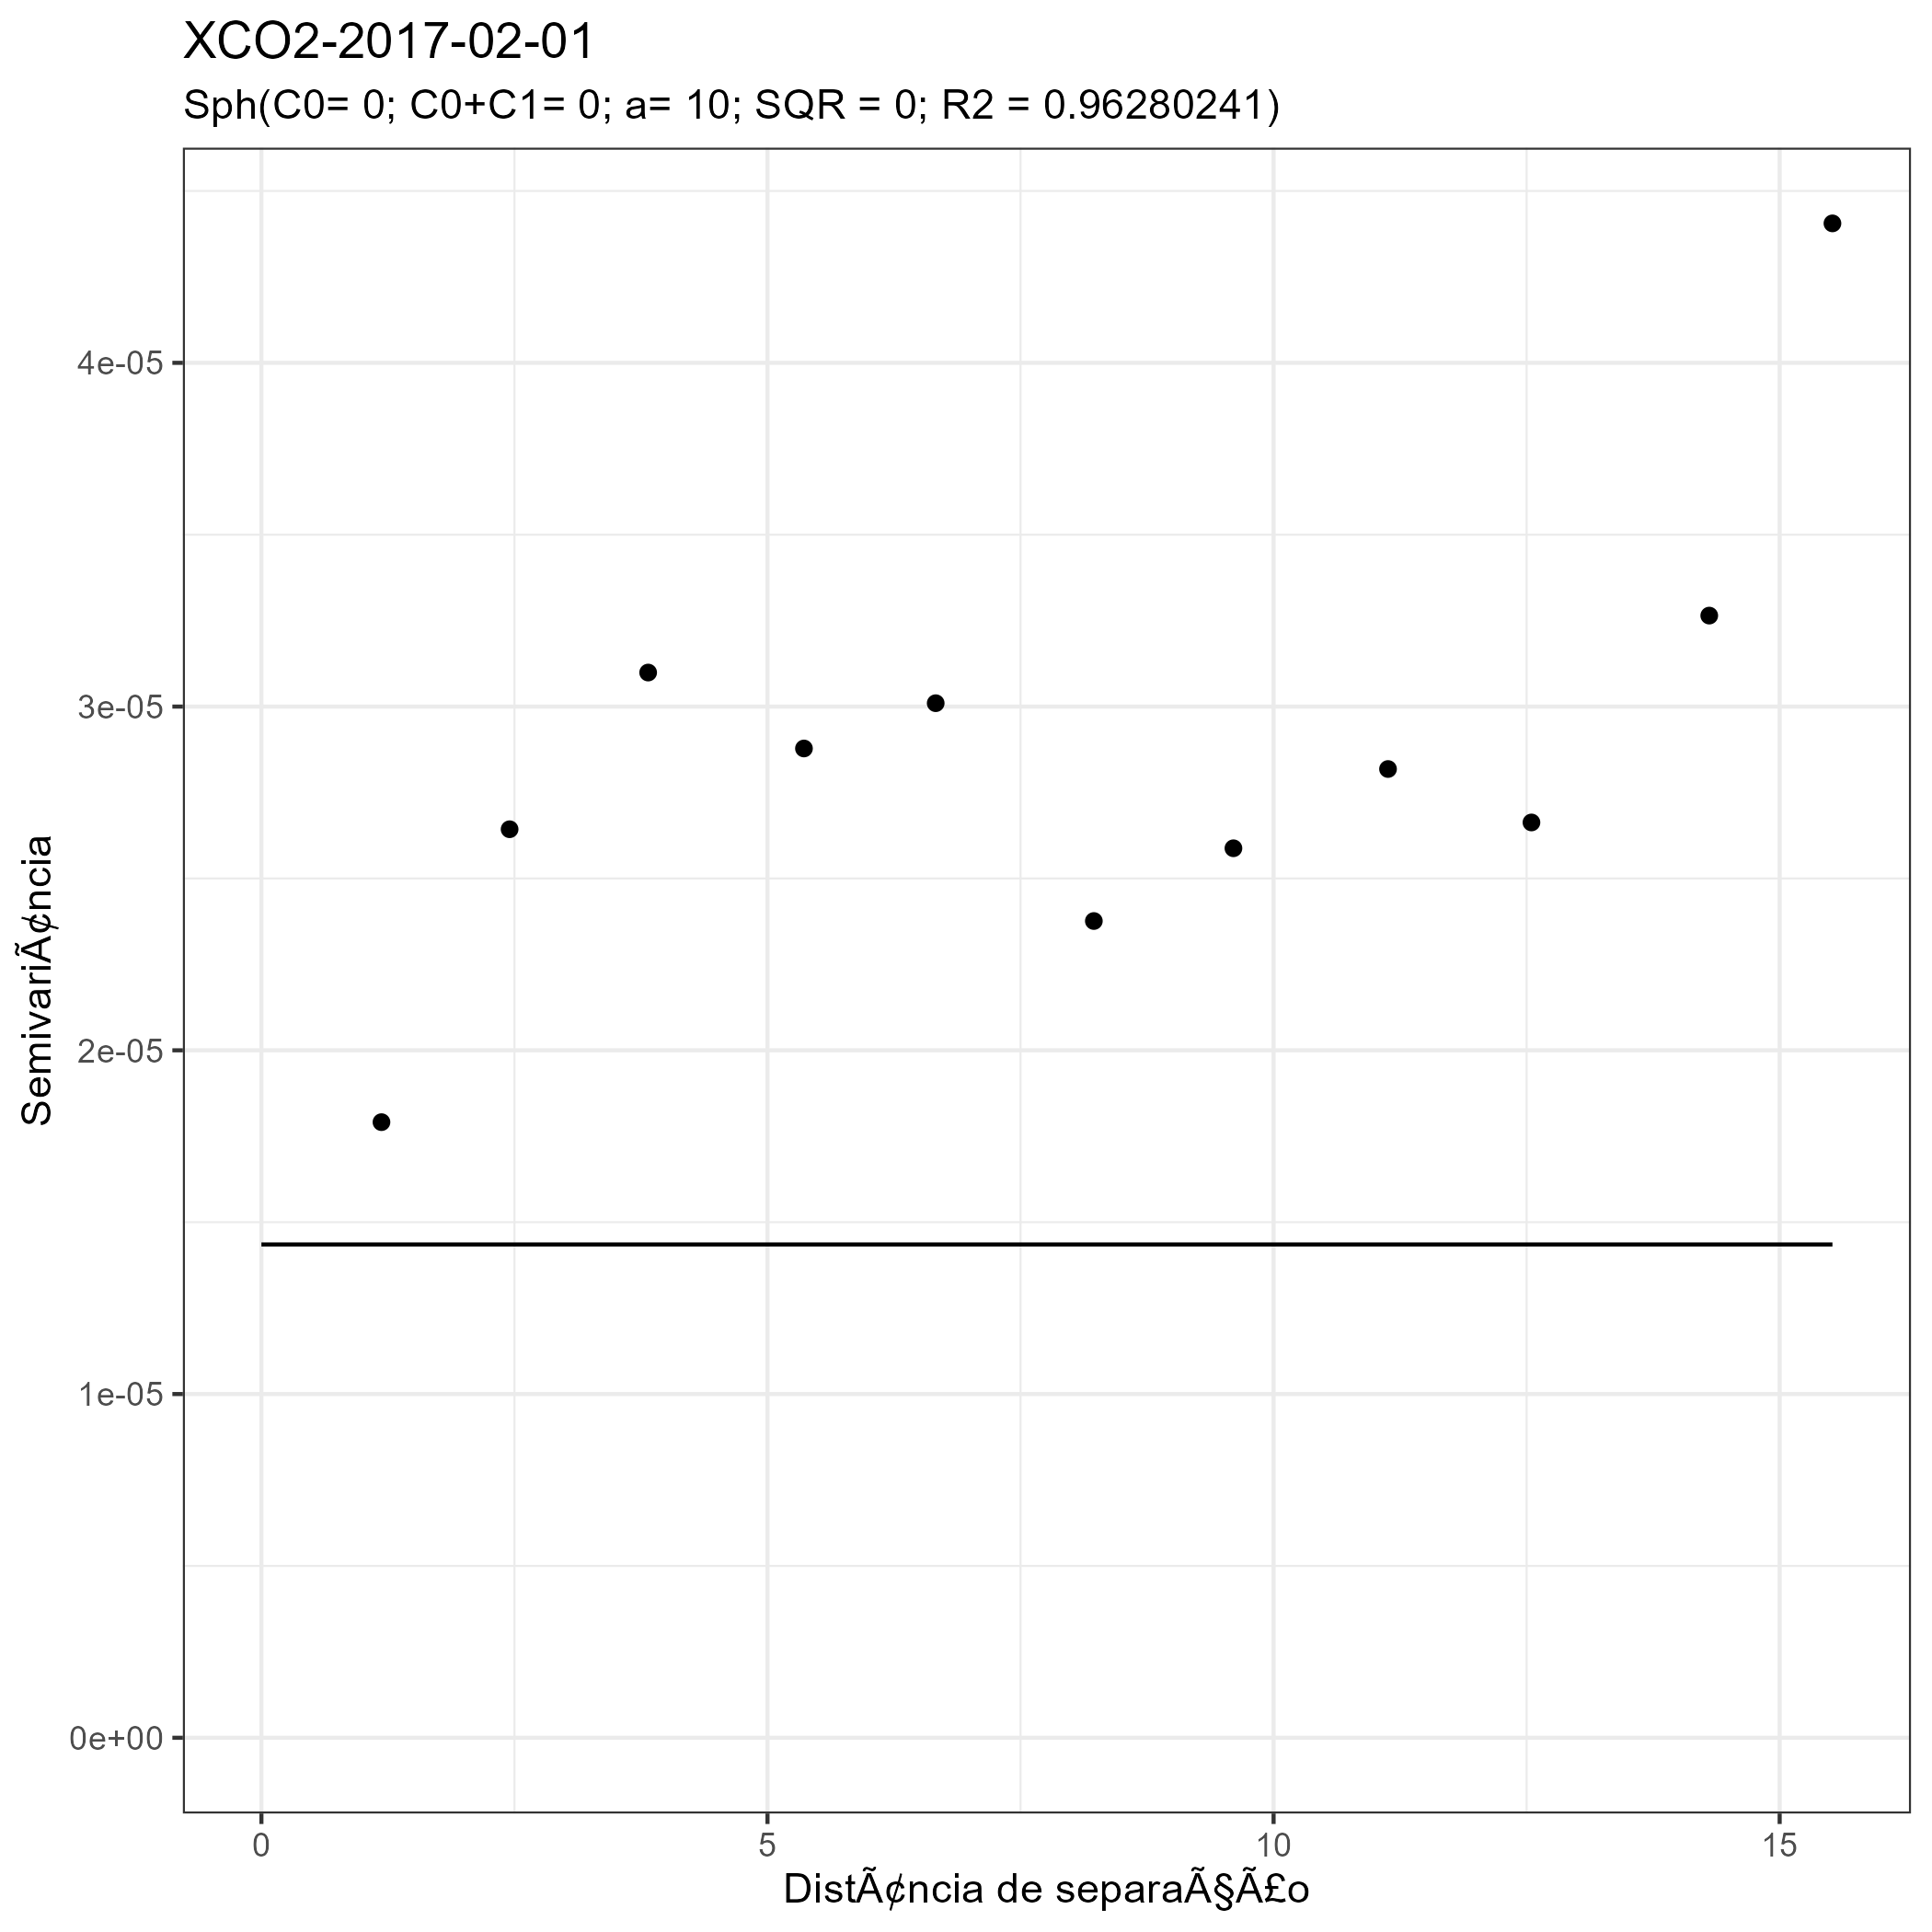 XCO2-2017-02-01
Sph(C0= 0; C0+C1= 0; a= 10; SQR = 0; R2 = 0.96280241)
SemivariÃ¢ncia
4e-05
3e-05
2e-05
1e-05
0e+00
0
5
10
15
DistÃ¢ncia de separaÃ§Ã£o